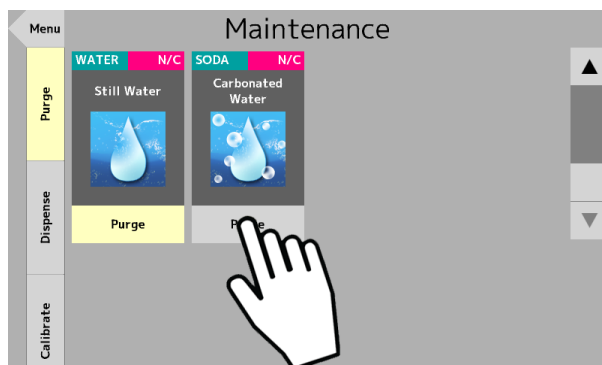 Menu
Maintenance
WATER N/C
SODA N/C
Still Water
Carbonated
Water
Purge
Dispense
Calibrate
Purge